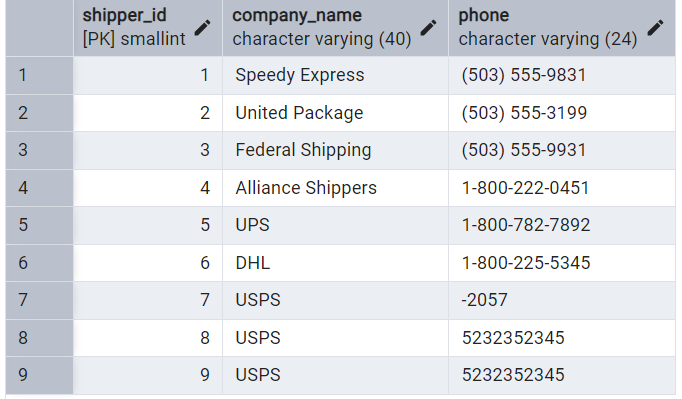 shipper_id company_name phone
[PK] smallint character varying (40) character varying (24)
1 1 Speedy Express (503) 555-9831
2 2 United Package (503) 555-3199
3 3 Federal Shipping (503) 555-9931
4 4 Alliance Shippers 1-800-222-0451
5 5 UPS 1-800-782-7892
6 6 DHL 1-800-225-5345
7 7 USPS -2057
8 8 USPS 5232352345
9 9 USPS 5232352345